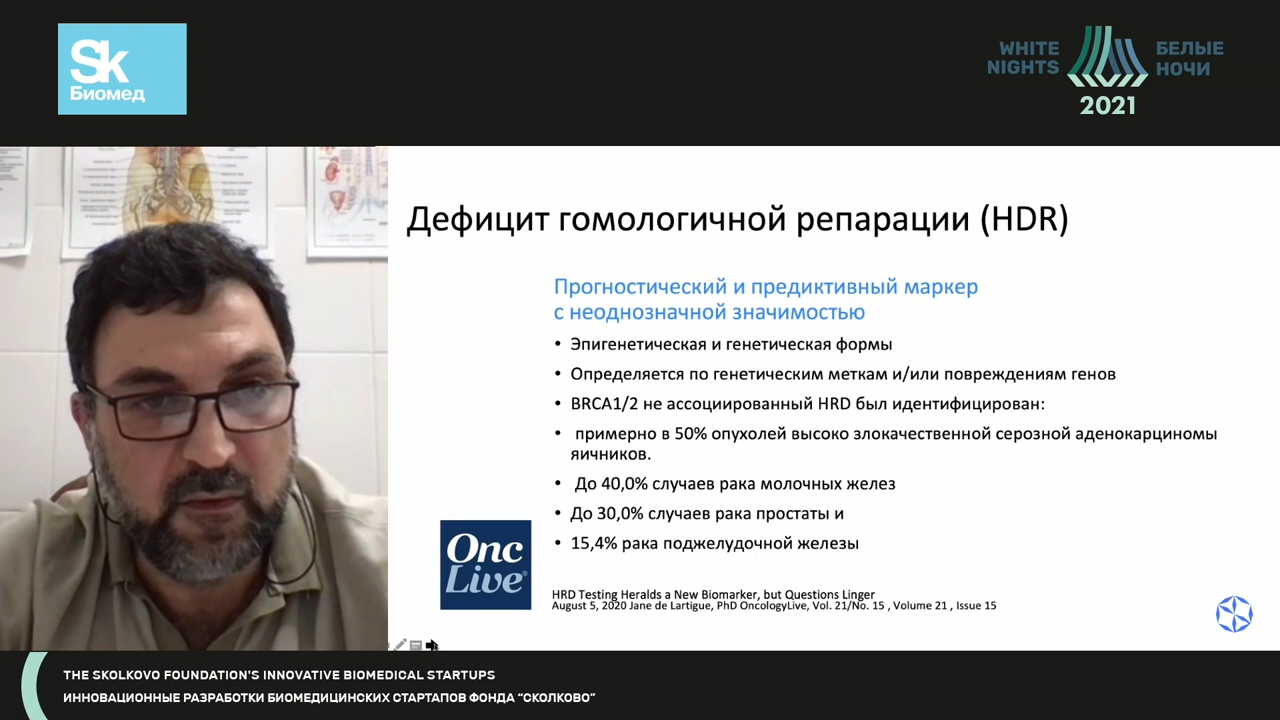 Sk
Биомед
WHITE
NIGHTS
БЕЛЫЕ
НОЧИ
2021
Дефицит гомологичной репарации (HDR)
Прогностический и предиктивный маркер
с неоднозначной значимостью
• Эпигенетическая и генетическая формы
• Определяется по генетическим меткам и/или повреждениям генов
• BRCA1/2 не ассоциированный HRD был идентифицирован:
• примерно в 50% опухолей высоко злокачественной серозной аденокарциномы
яичников.
• До 40,0% случаев рака молочных желез
• До 30,0% случаев рака простаты и
• 15,4% рака поджелудочной железы
Onc
Live®
HRD Testing Heralds a New Biomarker, but Questions Linger
August 5, 2020 Jane de Lartigue, PhD OncologyLive, Vol. 21/No. 15 , Volume 21 , Issue 15
THE SKOLKOVO FOUNDATION'S INNOVATIVE BIOMEDICAL STARTUPS
ИННОВАЦИОННЫЕ РАЗРАБОТКИ БИОМЕДИЦИНСКИХ СТАРТАПОВ ФОНДА "СКОЛКОВО"